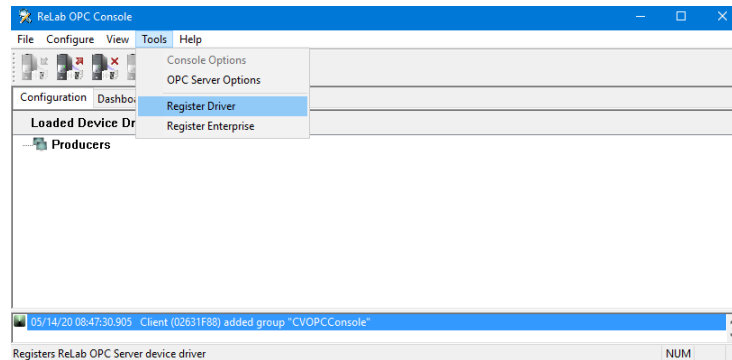 ReLab OPC Console
File Configure View Tools Help
Console Options
OPC Server Options
Configuration Dashbo
Register Driver
Register Enterprise
Loaded Device Dr
Producers
05/14/20 08:47:30.905 Client (02631F88) added group "CVOPCConsole"
Registers ReLab OPC Server device driver NUM